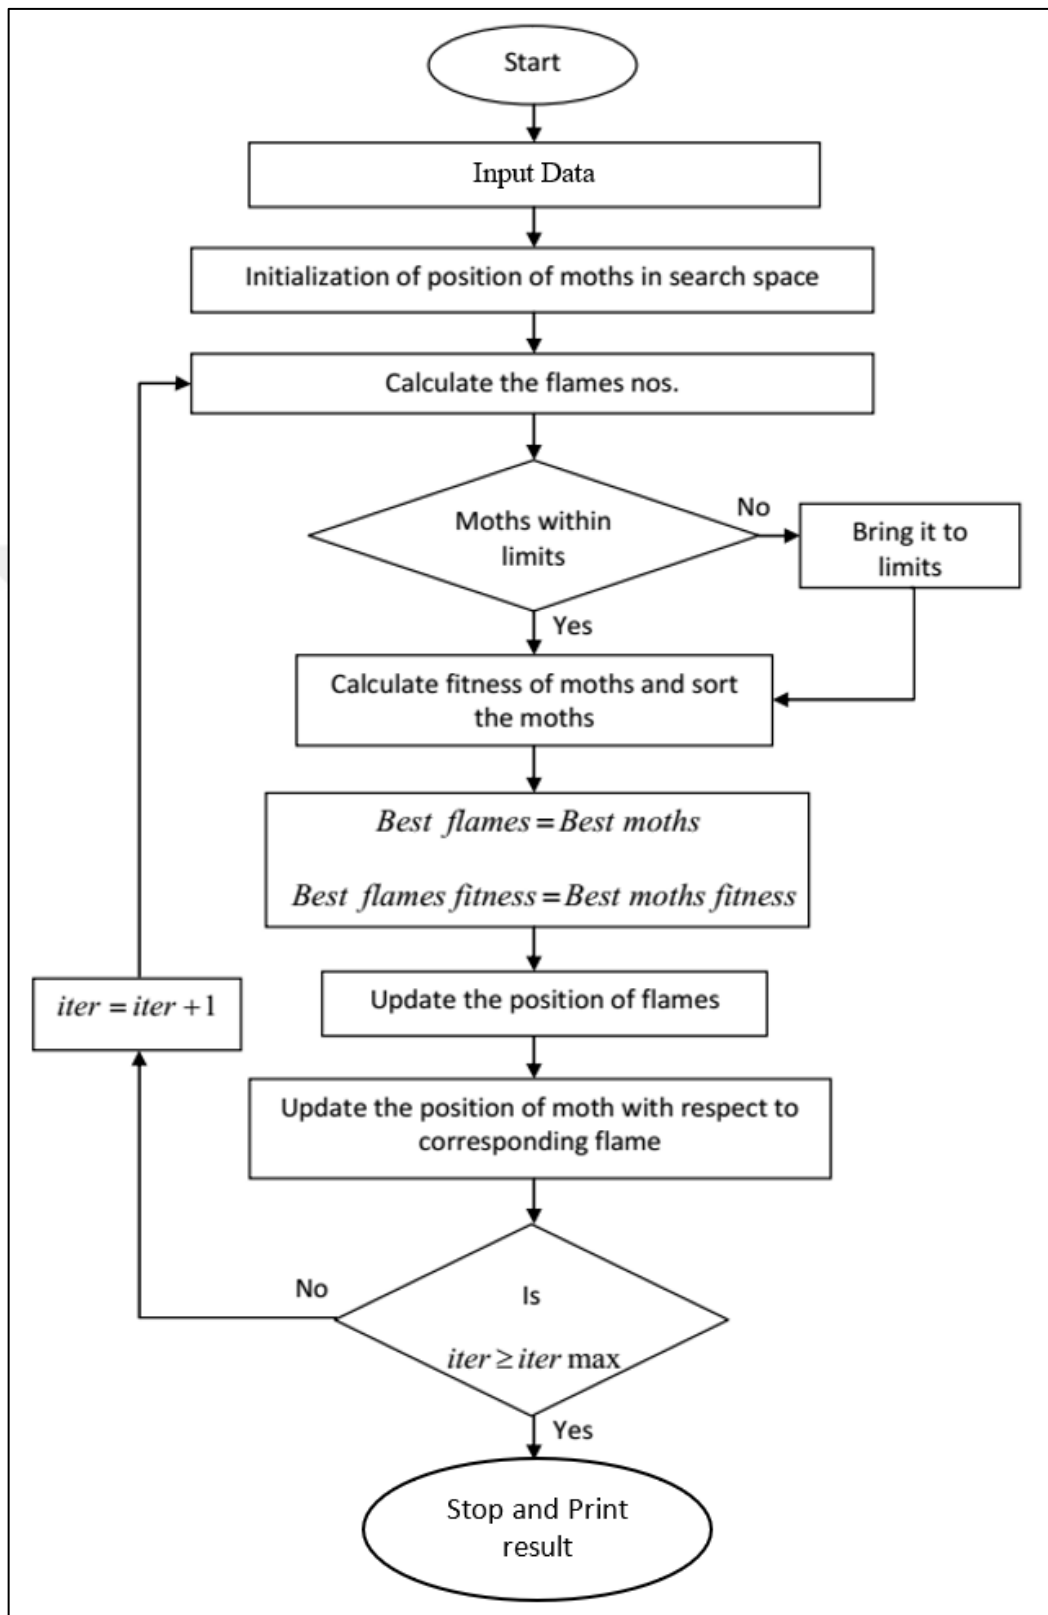 Start
Input Data
Initialization of position of moths in search space
Calculate the flames nos.
Moths within
limits
No
Bring it to
limits
Yes
Calculate fitness of moths and sort
the moths
Best flames = Best moths
Best flames fitness = Best moths fitness
Update the position of flames
iter = iter + 1
Update the position of moth with respect to
corresponding flame
No
Is
iter ≥ iter max
Yes
Stop and Print
result